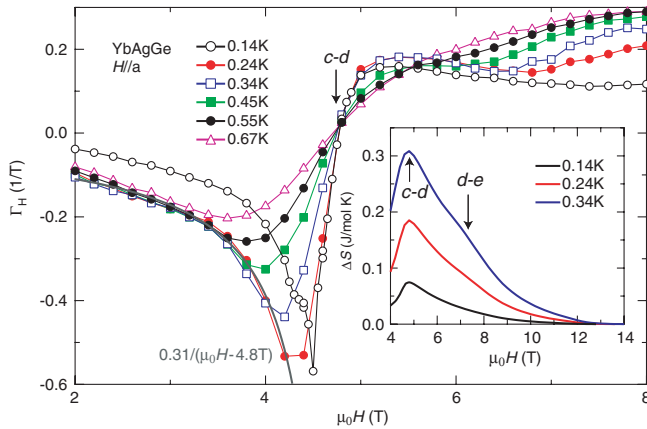 YbAgGe
H//a
0.14K
0.24K
0.34K
0.45K
0.55K
0.67K
c-d
0.31/(μ₀H-4.8T)
Γ_H (1/T)
0.2
0.0
-0.2
-0.4
-0.6
2
3
4
5
6
7
8
μ₀H (T)
0.14K
0.24K
0.34K
c-d
d-e
ΔS (J/mol K)
0.3
0.2
0.1
0.0
4
6
8
10
12
14
μ₀H (T)